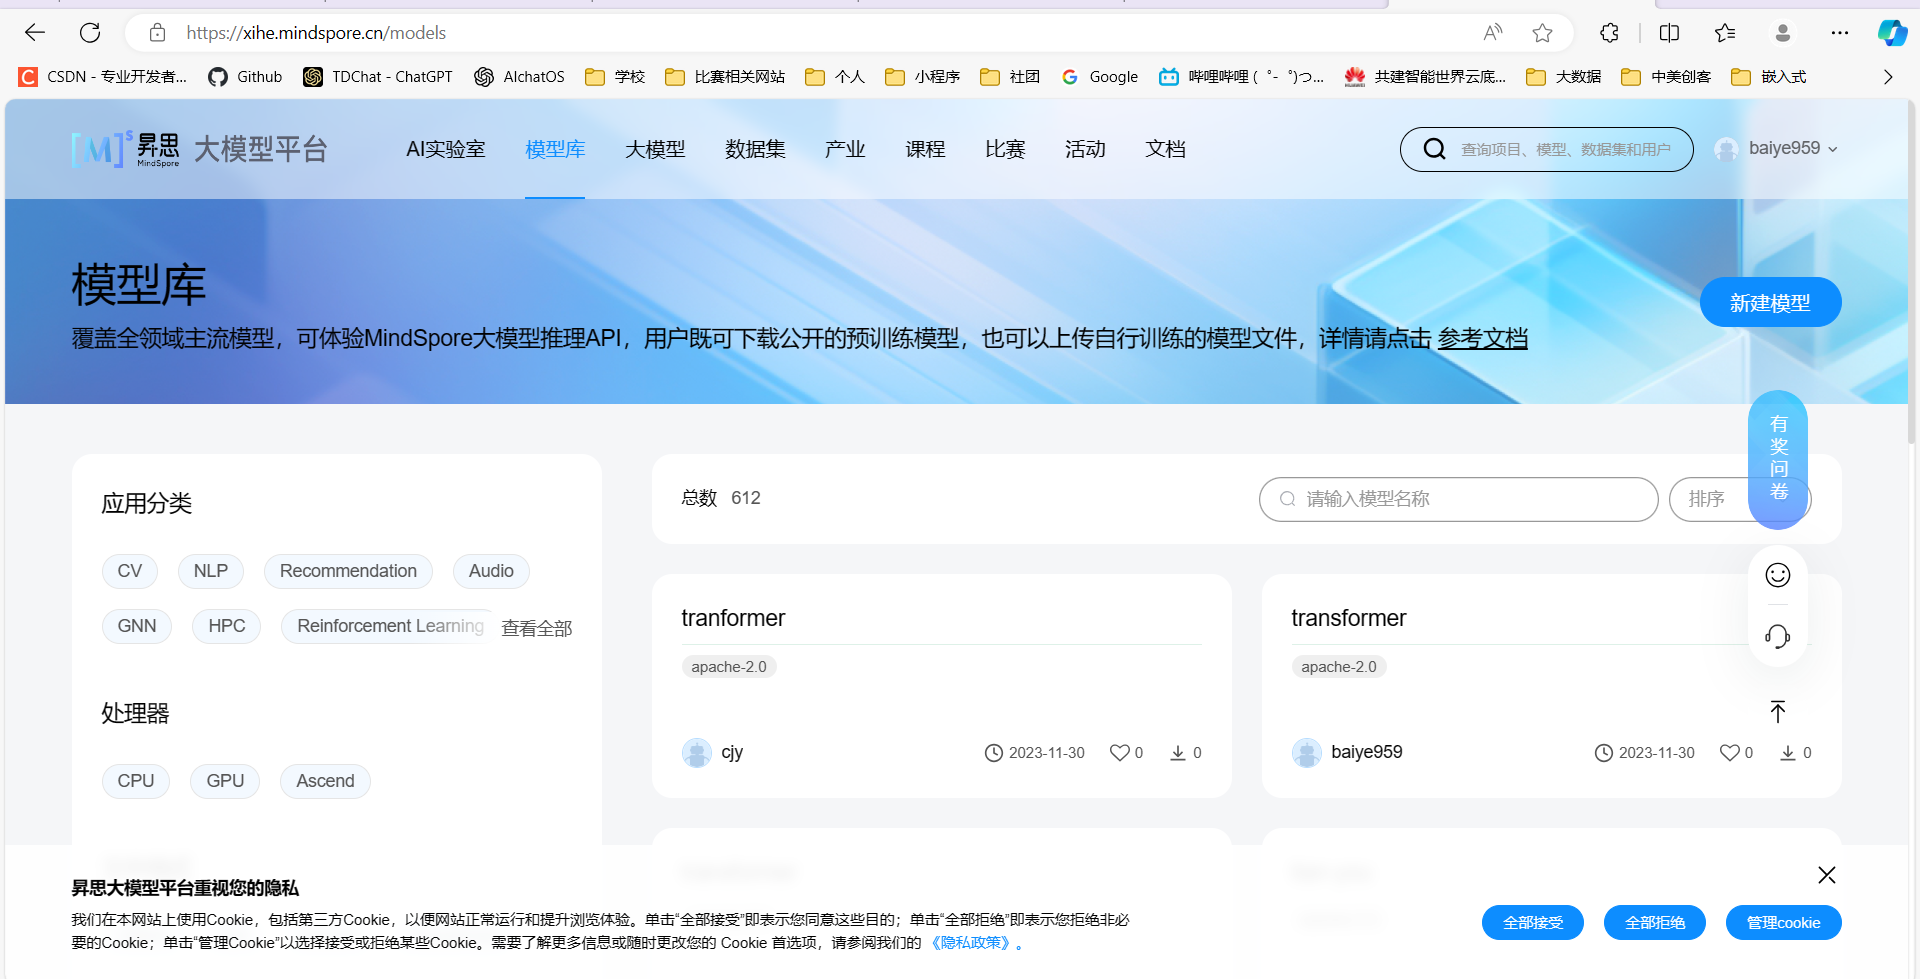 https://xihe.mindspore.cn/models
CSDN - 专业开发者...
Github
TDChat - ChatGPT
AIchatOS
学校
比赛相关网站
个人
小程序
社团
Google
哔哩哔哩 ( ゜- ゜)つ...
共建智能世界云底...
大数据
中美创客
嵌入式
[M]s 昇思 MindSpore 大模型平台
AI实验室 模型库 大模型 数据集 产业 课程 比赛 活动 文档
查询项目、模型、数据集和用户
baiye959
模型库
新建模型
覆盖全领域主流模型，可体验MindSpore大模型推理API，用户既可下载公开的预训练模型，也可以上传自行训练的模型文件，详情请点击 参考文档
有奖问卷
应用分类
CV NLP Recommendation Audio
GNN HPC Reinforcement Learning 查看全部
处理器
CPU GPU Ascend
总数 612
请输入模型名称
排序
tranformer
apache-2.0
cjy 2023-11-30 0 0
transformer
apache-2.0
baiye959 2023-11-30 0 0
昇思大模型平台重视您的隐私
我们在本网站上使用Cookie，包括第三方Cookie，以便网站正常运行和提升浏览体验。单击“全部接受”即表示您同意这些目的；单击“全部拒绝”即表示您拒绝非必
要的Cookie；单击“管理Cookie”以选择接受或拒绝某些Cookie。需要了解更多信息或随时更改您的 Cookie 首选项，请参阅我们的 《隐私政策》。
全部接受 全部拒绝 管理cookie